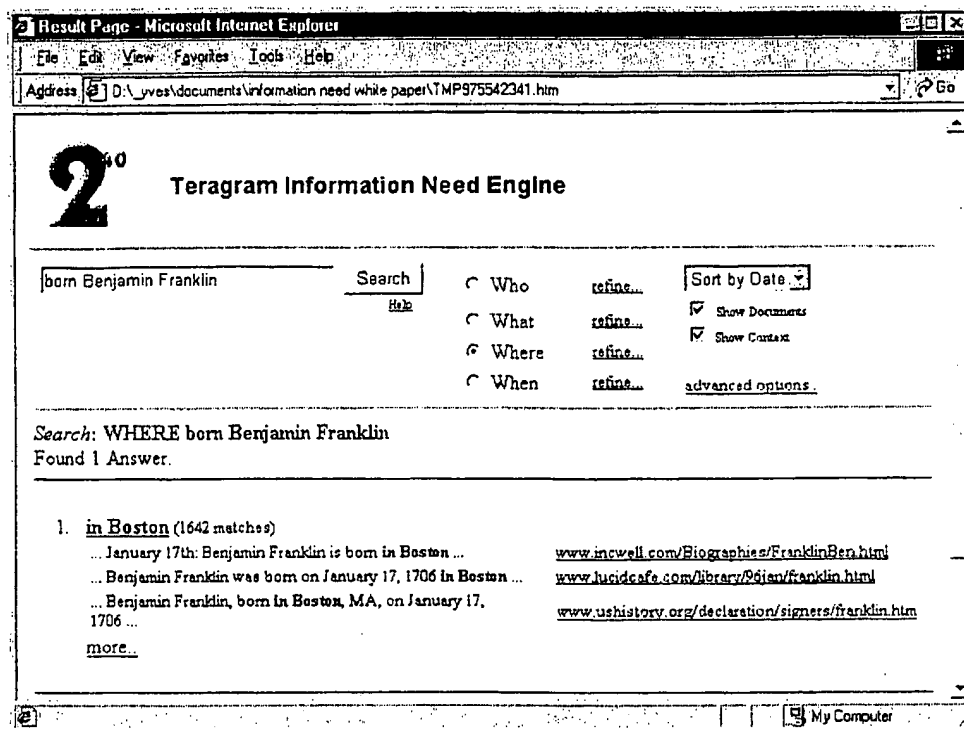 Result Page - Microsoft Internet Explorer
File Edit View Favorites Tools Help
Address D:\_yves\documents\information need white paper\TMP975542341.htm Go
2
Teragram Information Need Engine
born Benjamin Franklin Search Help
Who refine...
What refine...
Where refine...
When refine...
Sort by Date
Show Documents
Show Context
advanced options.
Search: WHERE born Benjamin Franklin
Found 1 Answer.
1. in Boston (1642 matches)
... January 17th: Benjamin Franklin is born in Boston ... www.incwell.com/Biographies/FranklinBen.html
... Benjamin Franklin was born on January 17, 1706 in Boston ... www.lucidcafe.com/library/96jan/franklin.html
... Benjamin Franklin, born in Boston, MA, on January 17,
1706 ... www.ushistory.org/declaration/signers/franklin.htm
more..
My Computer